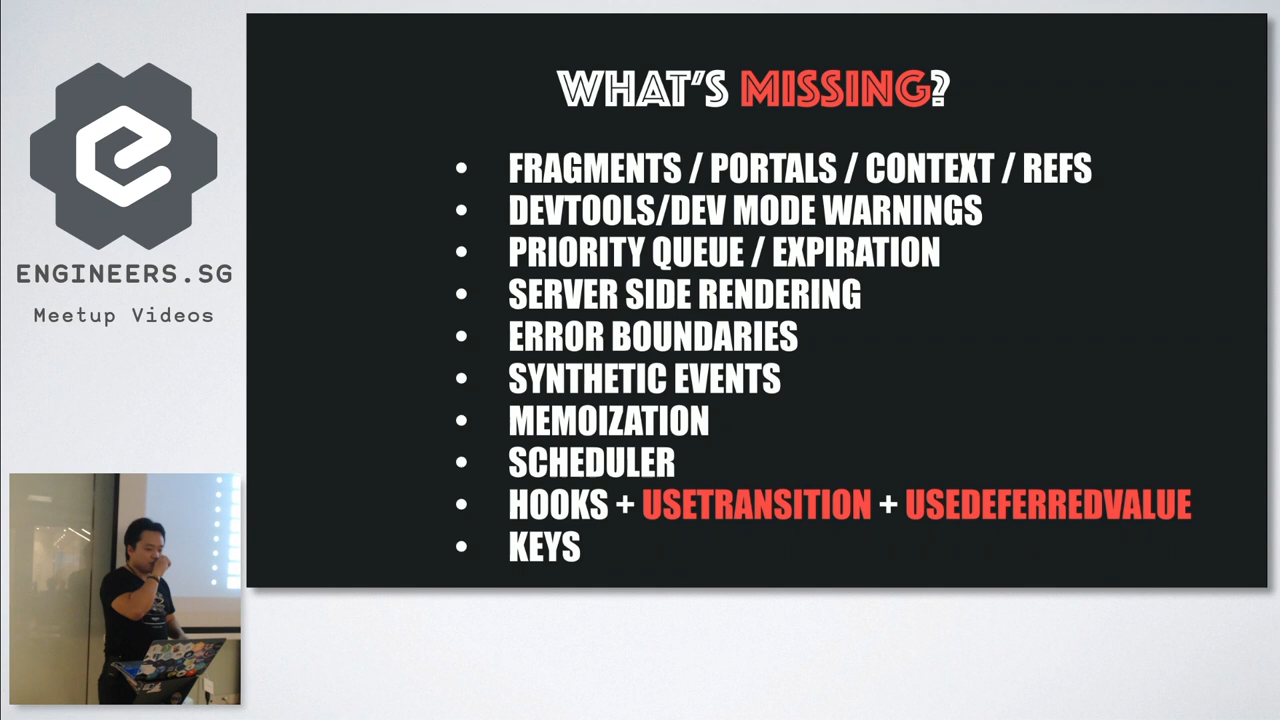 ENGINEERS.SG
Meetup Videos
WHAT'S MISSING?
• FRAGMENTS / PORTALS / CONTEXT / REFS
• DEVTOOLS/DEV MODE WARNINGS
• PRIORITY QUEUE / EXPIRATION
• SERVER SIDE RENDERING
• ERROR BOUNDARIES
• SYNTHETIC EVENTS
• MEMOIZATION
• SCHEDULER
• HOOKS + USETRANSITION + USEDEFERREDVALUE
• KEYS